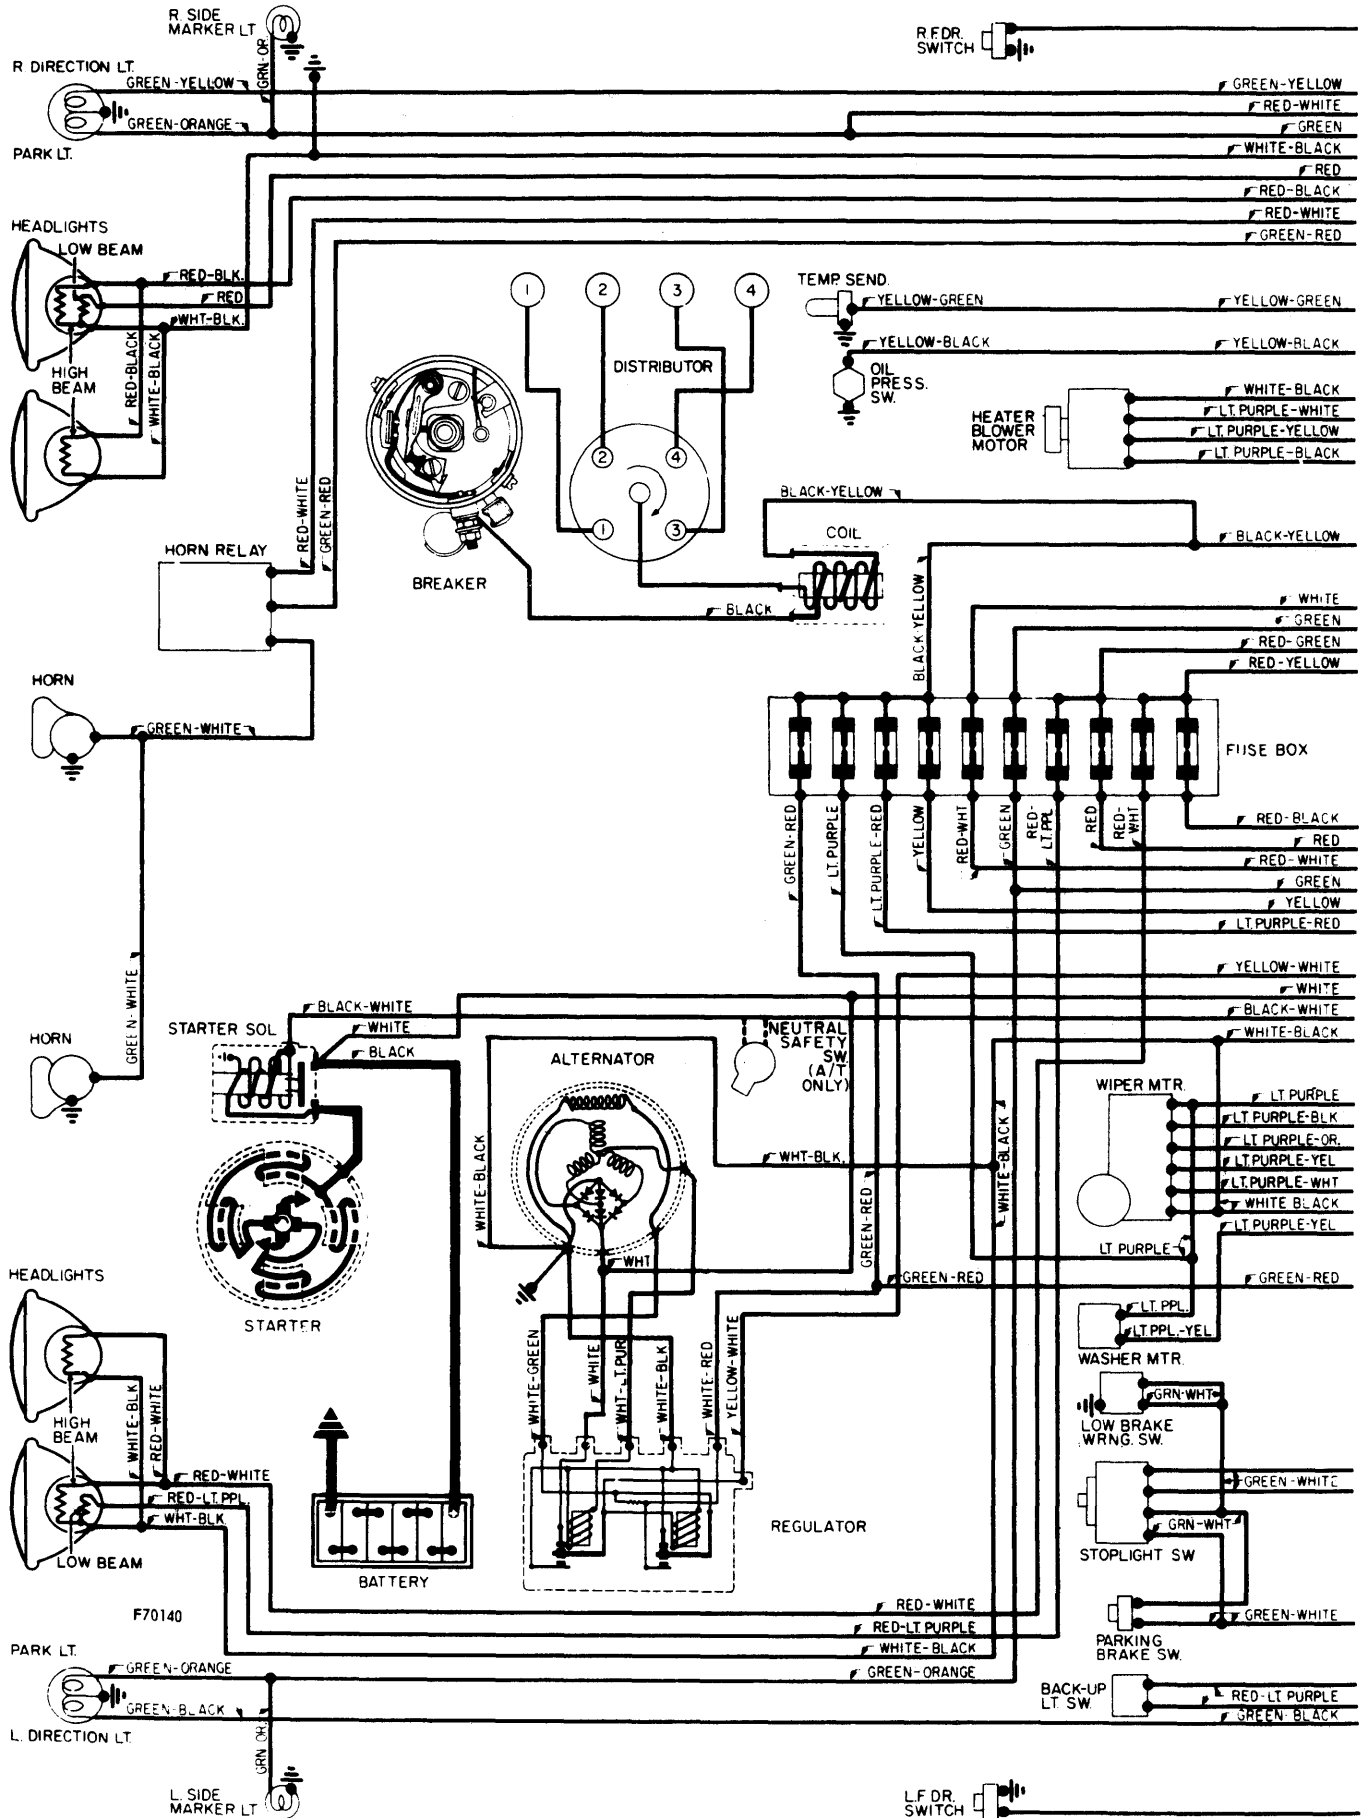 R. SIDE
MARKER LT
R.F.DR.
SWITCH
GRN-OR.
R. DIRECTION LT.
GREEN-YELLOW
GREEN-YELLOW
RED-WHITE
GREEN-ORANGE
GREEN
PARK LT.
WHITE-BLACK
RED
RED-BLACK
RED-WHITE
GREEN-RED
HEADLIGHTS
LOW BEAM
RED-BLK.
RED
WHT-BLK.
HIGH
BEAM
RED-BLACK
WHITE-BLACK
1
2
3
4
DISTRIBUTOR
2
4
1
3
TEMP. SEND.
YELLOW-GREEN
YELLOW-GREEN
YELLOW-BLACK
YELLOW-BLACK
OIL
PRESS.
SW.
HEATER
BLOWER
MOTOR
WHITE-BLACK
LT. PURPLE-WHITE
LT. PURPLE-YELLOW
LT. PURPLE-BLACK
BLACK-YELLOW
COIL
BLACK-YELLOW
BLACK-YELLOW
BREAKER
BLACK
HORN RELAY
RED-WHITE
GREEN-RED
WHITE
GREEN
RED-GREEN
RED-YELLOW
HORN
GREEN-WHITE
FUSE BOX
GREEN-RED
LT. PURPLE
LT. PURPLE-RED
YELLOW
RED-WHT
GREEN
RED-
LT. PPL
RED
RED-
WHT
RED-BLACK
RED
RED-WHITE
GREEN
YELLOW
LT. PURPLE-RED
YELLOW-WHITE
WHITE
BLACK-WHITE
WHITE-BLACK
GREEN-WHITE
HORN
STARTER SOL
BLACK-WHITE
WHITE
BLACK
NEUTRAL
SAFETY
SW.
(A/T
ONLY)
ALTERNATOR
WHITE-BLACK
WHT-BLK.
WHITE-BLACK
GREEN-RED
WHT
GREEN-RED
GREEN-RED
WIPER MTR.
LT. PURPLE
LT. PURPLE-BLK
LT. PURPLE-OR.
LT. PURPLE-YEL
LT. PURPLE-WHT
WHITE BLACK
LT. PURPLE-YEL
LT. PURPLE
LT. PPL.
LT. PPL.-YEL
WASHER MTR.
STARTER
HEADLIGHTS
HIGH
BEAM
WHITE-BLK
RED-WHITE
RED-WHITE
RED-LT. PPL.
WHT-BLK
LOW BEAM
WHITE-GREEN
WHITE
WHT-LT. PUR
WHITE-BLK
WHITE-RED
YELLOW-WHITE
GRN-WHT
LOW BRAKE
WRNG. SW.
GREEN-WHITE
GRN-WHT
STOPLIGHT SW
REGULATOR
BATTERY
F70140
RED-WHITE
RED-LT. PURPLE
WHITE-BLACK
GREEN-ORANGE
GREEN-WHITE
PARKING
BRAKE SW.
PARK LT.
GREEN-ORANGE
GREEN-BLACK
L. DIRECTION LT.
GRN OR.
BACK-UP
LT. SW.
RED-LT PURPLE
GREEN BLACK
L. SIDE
MARKER LT
L.F DR.
SWITCH